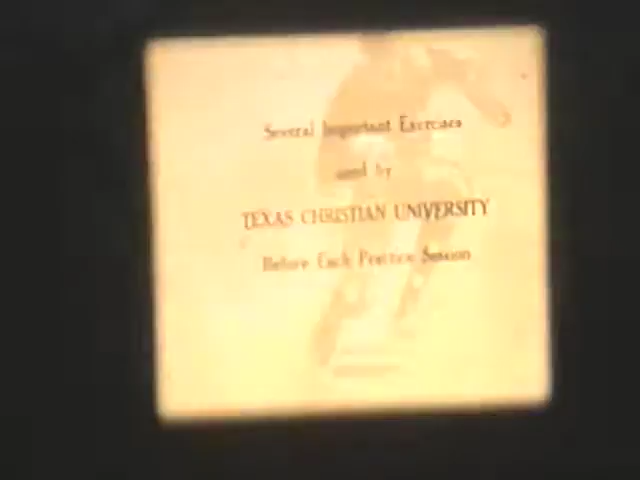 Several Important Exercises
used by
TEXAS CHRISTIAN UNIVERSITY
Before Each Practice Session